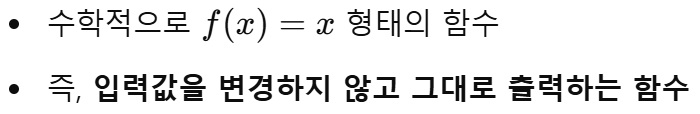 • 수학적으로 f(x) = x 형태의 함수
• 즉, 입력값을 변경하지 않고 그대로 출력하는 함수